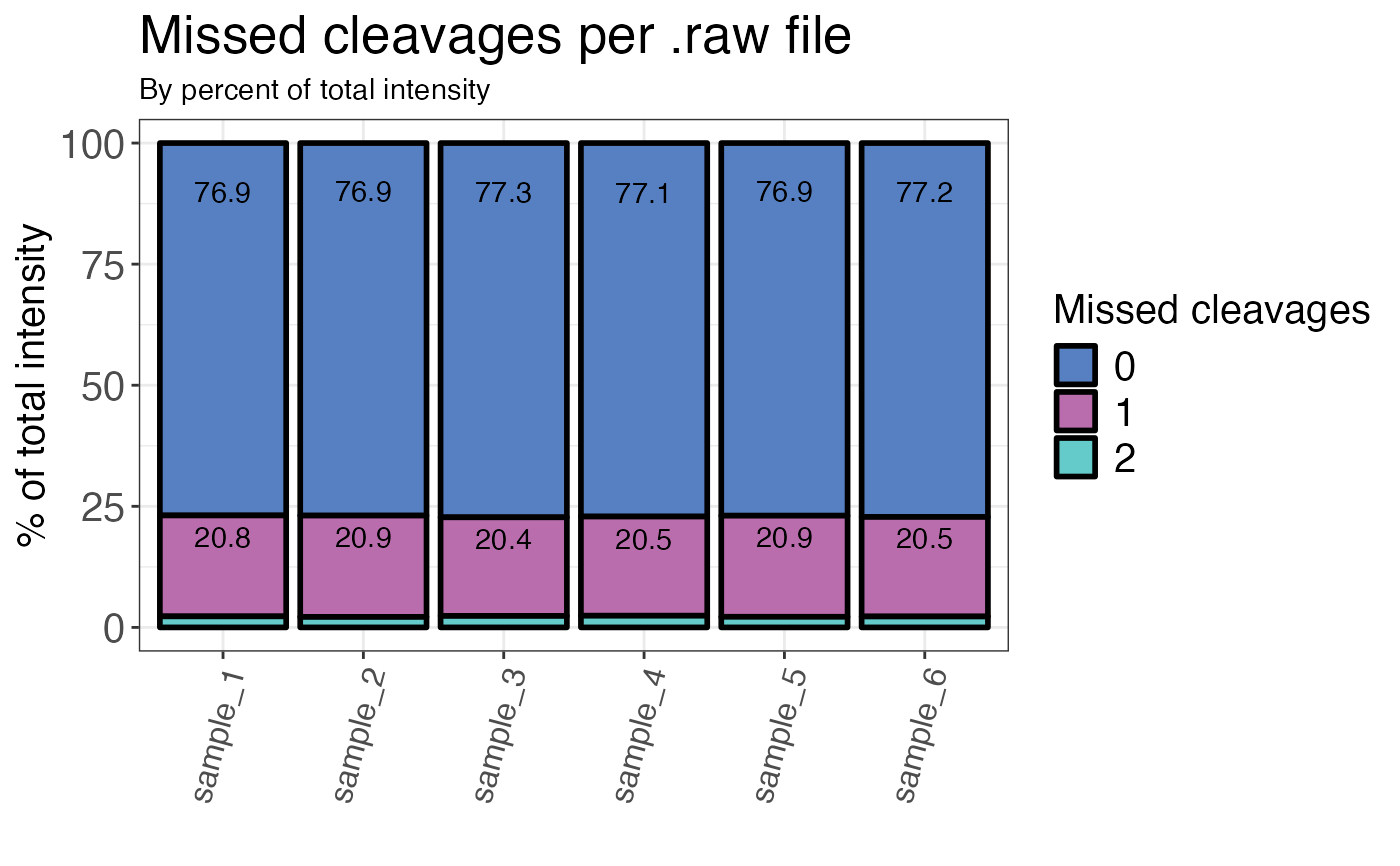 Missed cleavages per .raw file
By percent of total intensity
% of total intensity
100
75
50
25
0
76.9 76.9 77.3 77.1 76.9 77.2
20.8 20.9 20.4 20.5 20.9 20.5
sample_1 sample_2 sample_3 sample_4 sample_5 sample_6
Missed cleavages
0
1
2